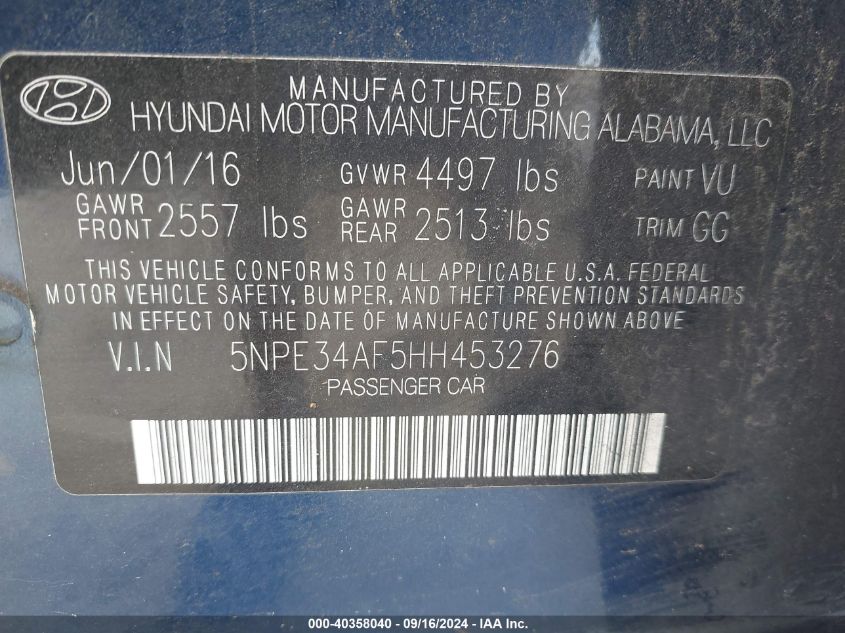 MANUFACTURED BY
HYUNDAI MOTOR MANUFACTURING ALABAMA, LLC
Jun/01/16 GVWR 4497 lbs PAINT VU
GAWR FRONT 2557 lbs GAWR REAR 2513 lbs TRIM GG
THIS VEHICLE CONFORMS TO ALL APPLICABLE U.S.A. FEDERAL
MOTOR VEHICLE SAFETY, BUMPER, AND THEFT PREVENTION STANDARDS
IN EFFECT ON THE DATE OF MANUFACTURE SHOWN ABOVE
V.I.N 5NPE34AF5HH453276
PASSENGER CAR
000-40358040 - 09/16/2024 - IAAI.COM